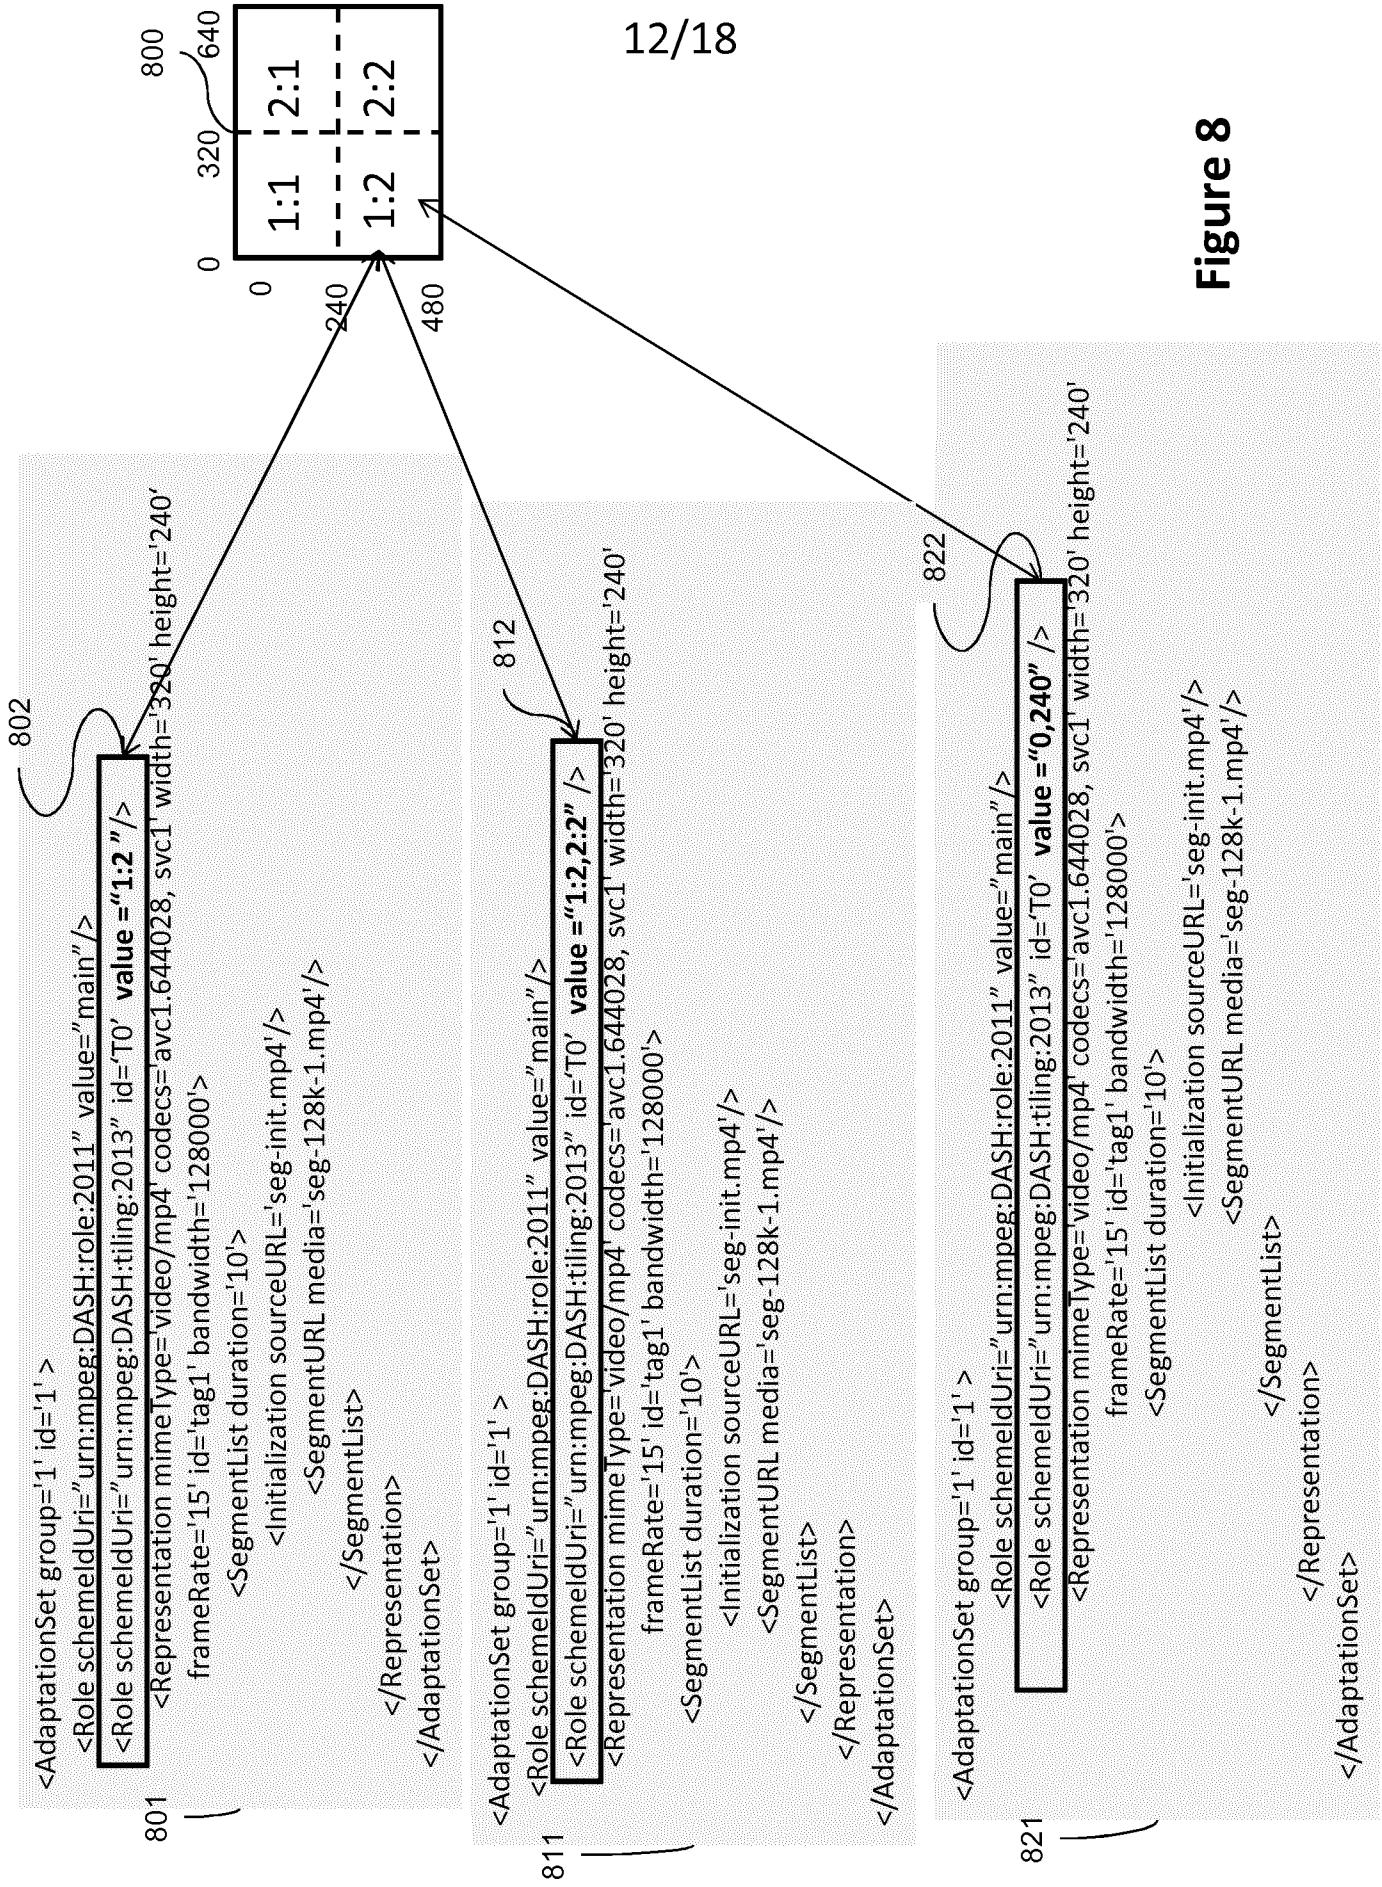 12/18
<AdaptationSet group='1' id='1' >
<Role schemeIdUri=”urn:mpeg:DASH:role:2011” value=”main”/>
<Role schemeIdUri=”urn:mpeg:DASH:tiling:2013” id=‘T0’ value =“1:2 ”/>
<Representation mimeType='video/mp4' codecs='avc1.644028, svc1' width='320' height='240‘
frameRate='15' id='tag1' bandwidth='128000'>
<SegmentList duration='10'>
<Initialization sourceURL='seg-init.mp4'/>
<SegmentURL media='seg-128k-1.mp4'/>
</SegmentList>
</Representation>
</AdaptationSet>
801
802
<AdaptationSet group='1' id='1' >
<Role schemeIdUri=”urn:mpeg:DASH:role:2011” value=”main”/>
<Role schemeIdUri=”urn:mpeg:DASH:tiling:2013” id=‘T0’ value =“1:2,2:2” />
<Representation mimeType='video/mp4' codecs='avc1.644028, svc1' width='320' height='240'
frameRate='15' id='tag1' bandwidth='128000'>
<SegmentList duration='10'>
<Initialization sourceURL='seg-init.mp4'/>
<SegmentURL media='seg-128k-1.mp4'/>
</SegmentList>
</Representation>
</AdaptationSet>
811
812
<AdaptationSet group='1' id='1' >
<Role schemeIdUri=”urn:mpeg:DASH:role:2011” value=”main”/>
<Role schemeIdUri=”urn:mpeg:DASH:tiling:2013” id=‘T0’ value =“0,240” />
<Representation mimeType='video/mp4' codecs='avc1.644028, svc1' width='320' height='240'
frameRate='15' id='tag1' bandwidth='128000'>
<SegmentList duration='10'>
<Initialization sourceURL='seg-init.mp4'/>
<SegmentURL media='seg-128k-1.mp4'/>
</SegmentList>
</Representation>
</AdaptationSet>
821
822
800
0 320 640
0
240
480
1:1 2:1
1:2 2:2
Figure 8